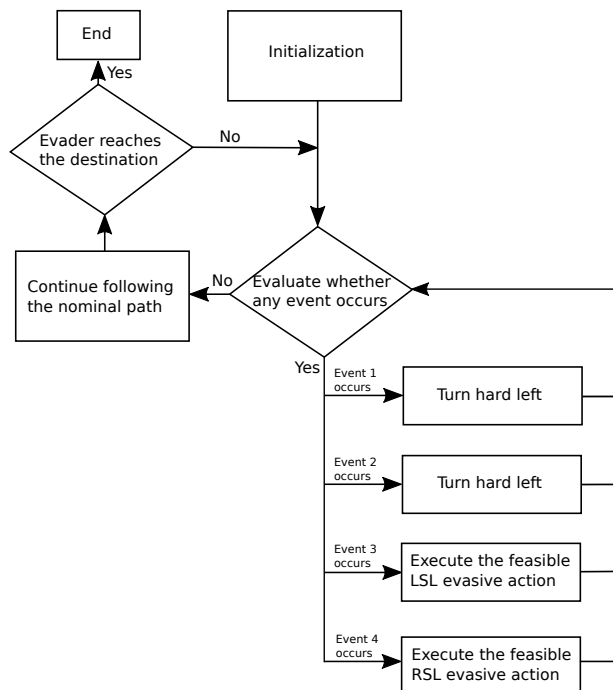 End
Initialization
Yes
Evader reaches
the destination
No
Continue following
the nominal path
No
Evaluate whether
any event occurs
Yes
Event 1
occurs
Turn hard left
Event 2
occurs
Turn hard left
Event 3
occurs
Execute the feasible
LSL evasive action
Event 4
occurs
Execute the feasible
RSL evasive action